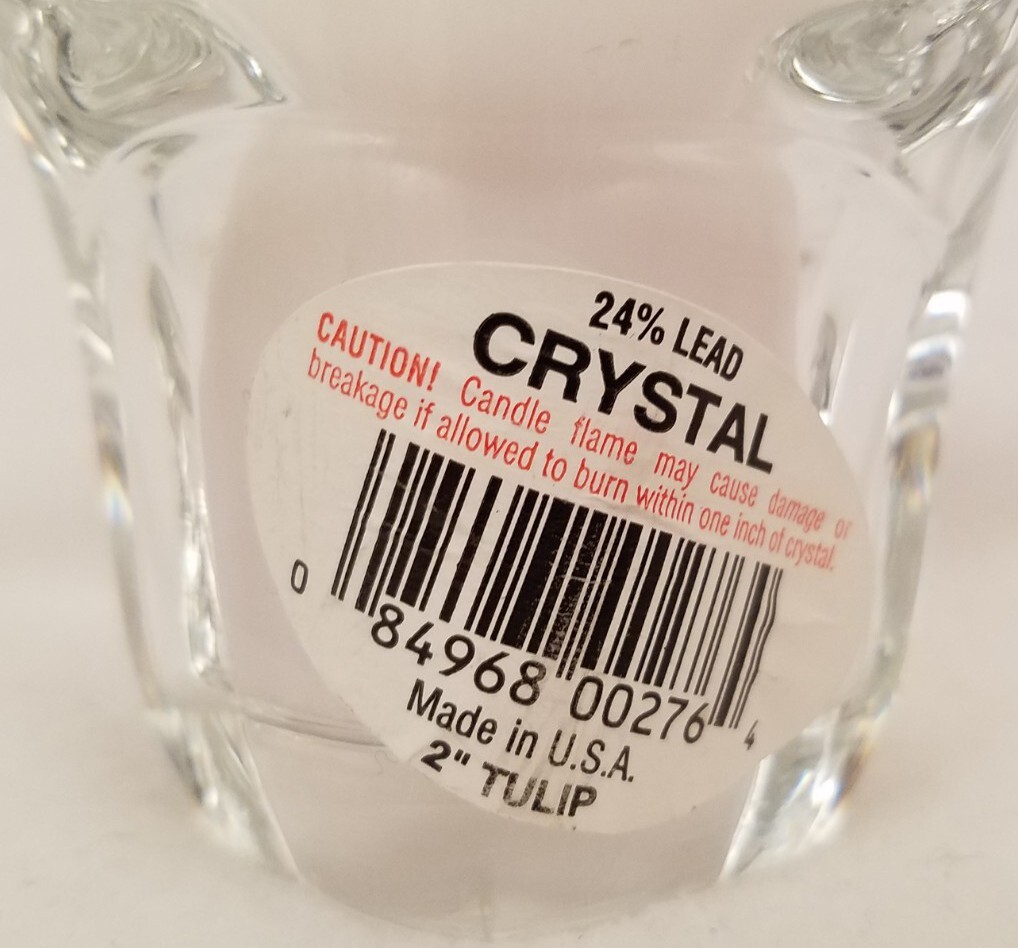 24% LEAD
CRYSTAL
CAUTION! Candle flame may cause damage or
breakage if allowed to burn within one inch of crystal.
0 84968 00276 4
Made in U.S.A.
2" TULIP